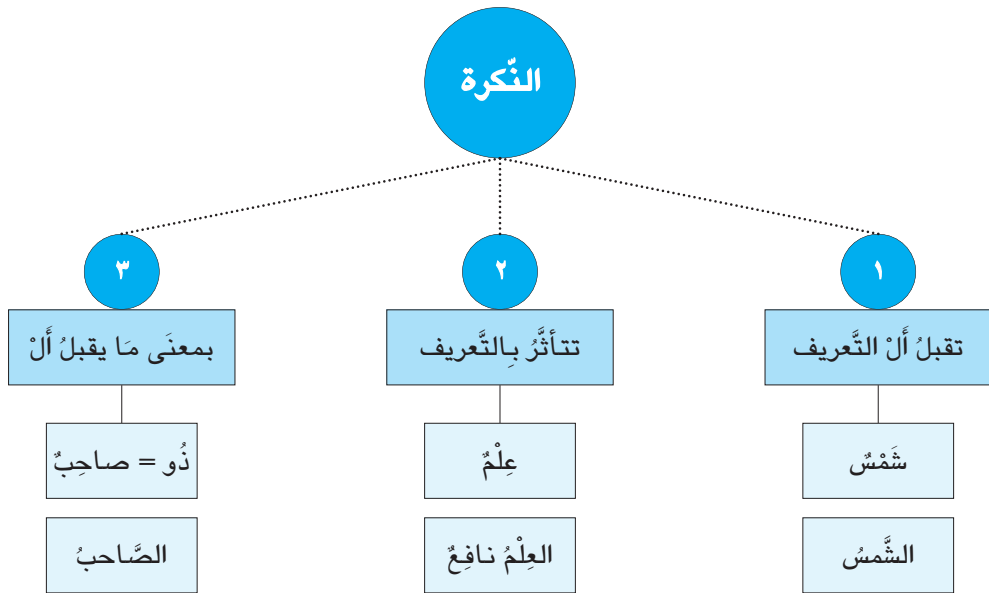 النّكرة
١
تقبلُ أَلْ التَّعريف
شَمْسٌ
الشَّمسُ
٢
تتأثَّرُ بِالتَّعريف
عِلْمٌ
العِلْمُ نافِعٌ
٣
بمعنَى مَا يقبلُ أَلْ
ذُو = صاحِبٌ
الصَّاحبُ